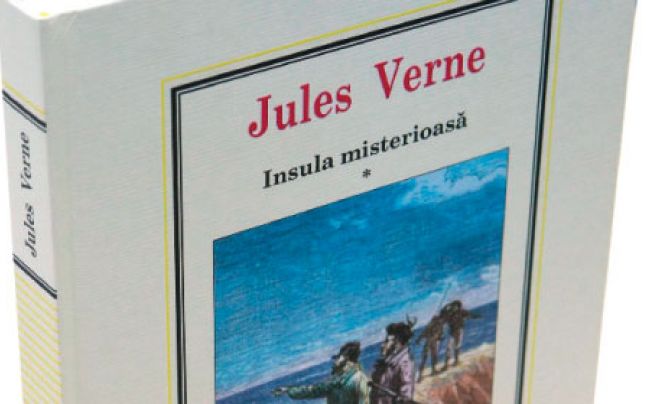 Jules Verne
Jules Verne
Insula misterioasă
*